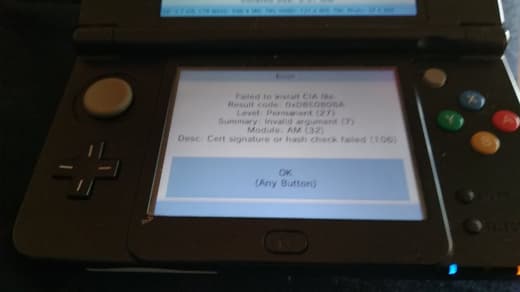 Error
Failed to install CIA file.
Result code: 0xD8E0806A
Level: Permanent (27)
Summary: Invalid argument (7)
Module: AM (32)
Desc: Cert signature or hash check failed (106)
OK
(Any Button)
X
Y
A
B